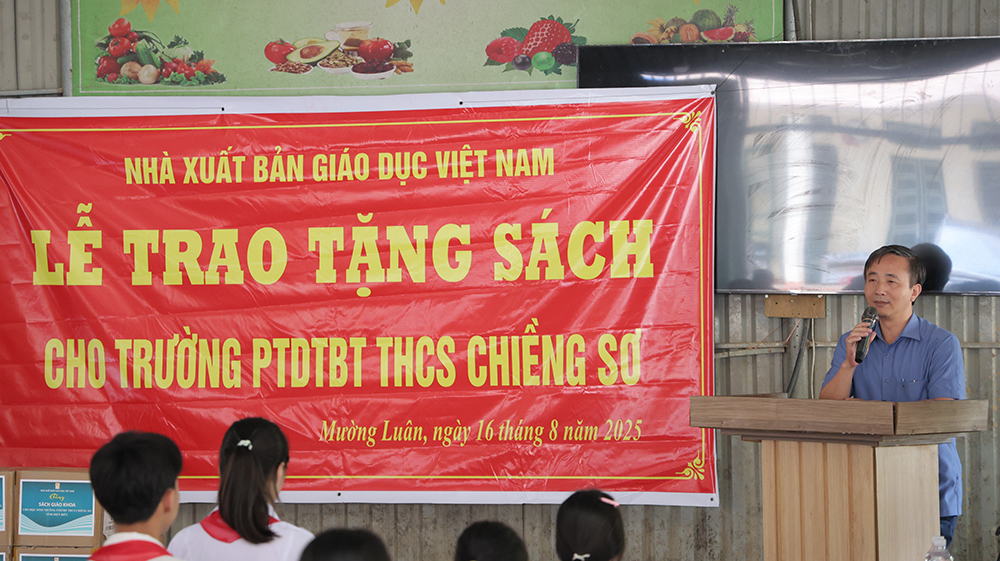 NHÀ XUẤT BẢN GIÁO DỤC VIỆT NAM
LỄ TRAO TẶNG SÁCH
CHO TRƯỜNG PTDTBT THCS CHIỀNG SƠ
Mường Luân, ngày 16 tháng 8 năm 2025
SÁCH GIÁO KHOA